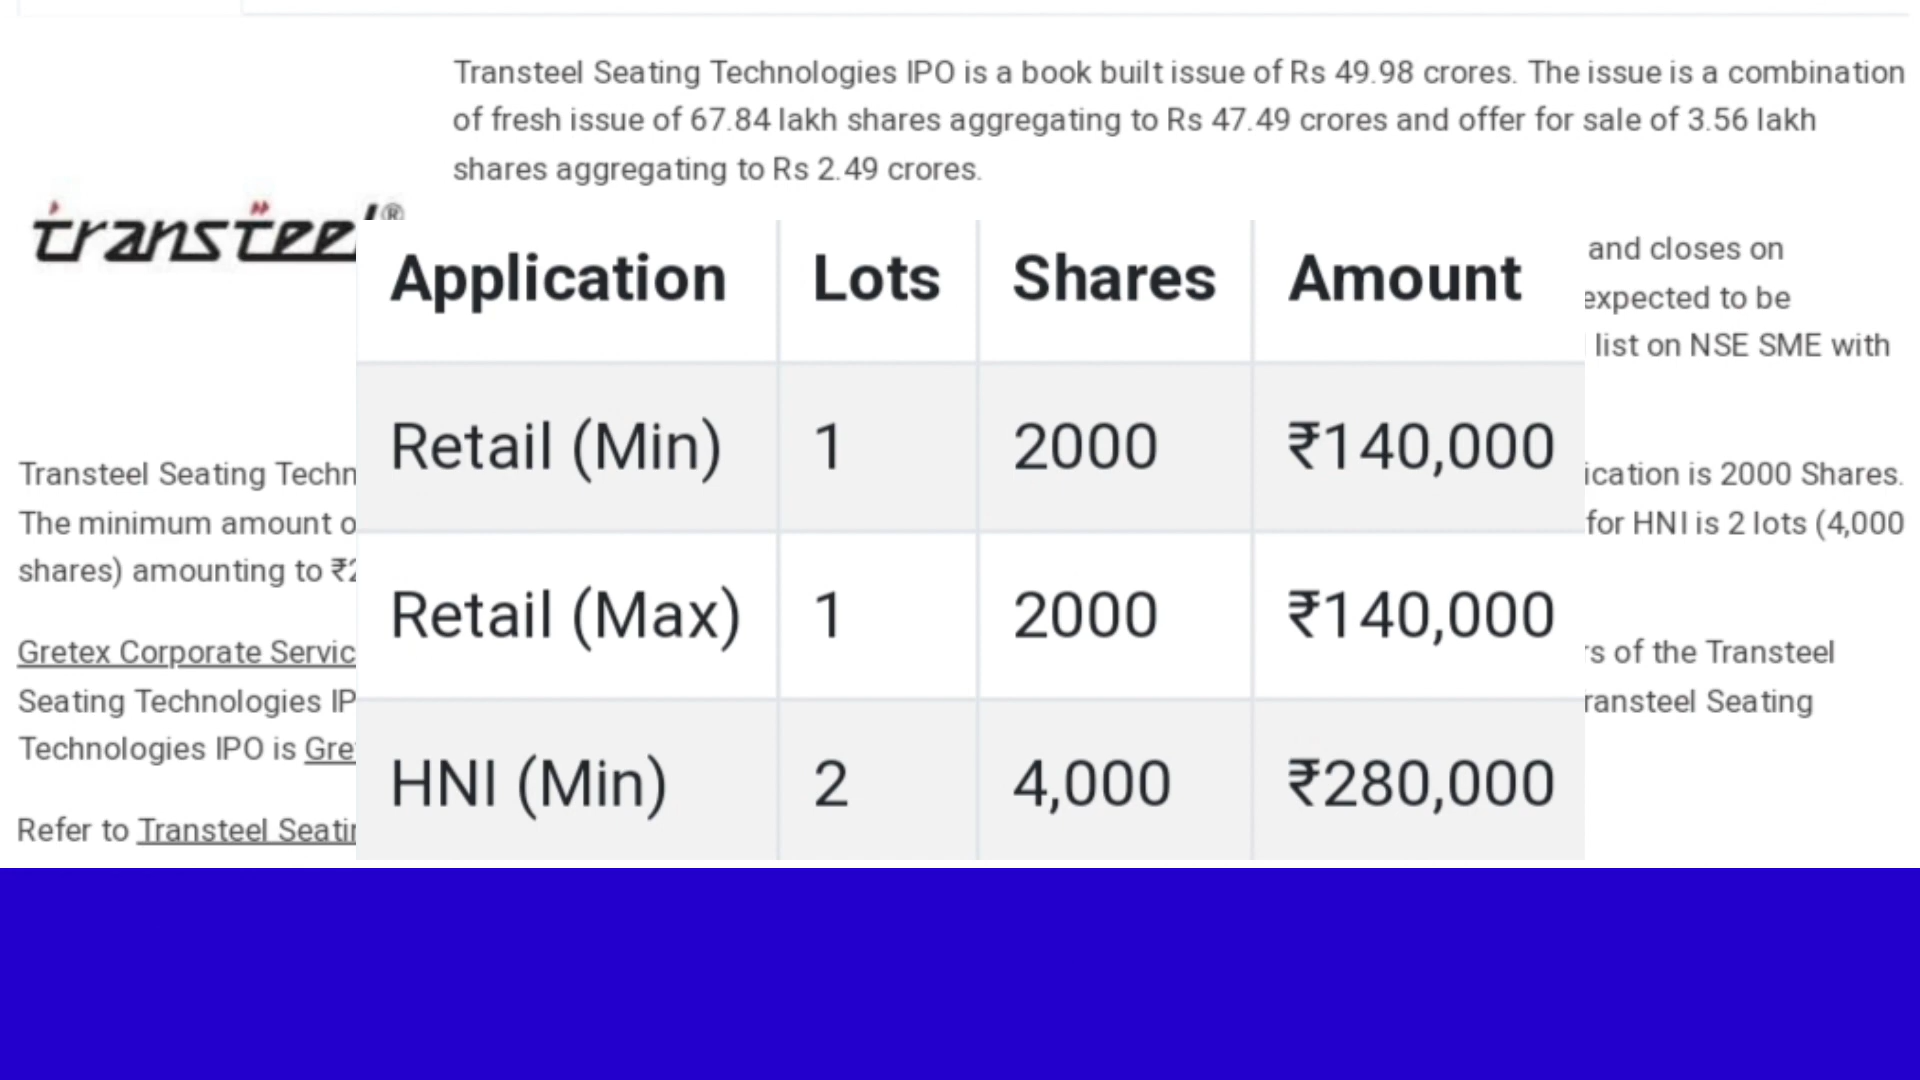 Transteel Seating Technologies IPO is a book built issue of Rs 49.98 crores. The issue is a combination
of fresh issue of 67.84 lakh shares aggregating to Rs 47.49 crores and offer for sale of 3.56 lakh
shares aggregating to Rs 2.49 crores.
transteel®
and closes on
expected to be
list on NSE SME with
Application Lots Shares Amount
Retail (Min) 1 2000 ₹140,000
Retail (Max) 1 2000 ₹140,000
HNI (Min) 2 4,000 ₹280,000
Transteel Seating Techn
ication is 2000 Shares.
The minimum amount o
for HNI is 2 lots (4,000
shares) amounting to ₹2
Gretex Corporate Servic
rs of the Transteel
Seating Technologies IP
ransteel Seating
Technologies IPO is Gre
Refer to Transteel Seatin